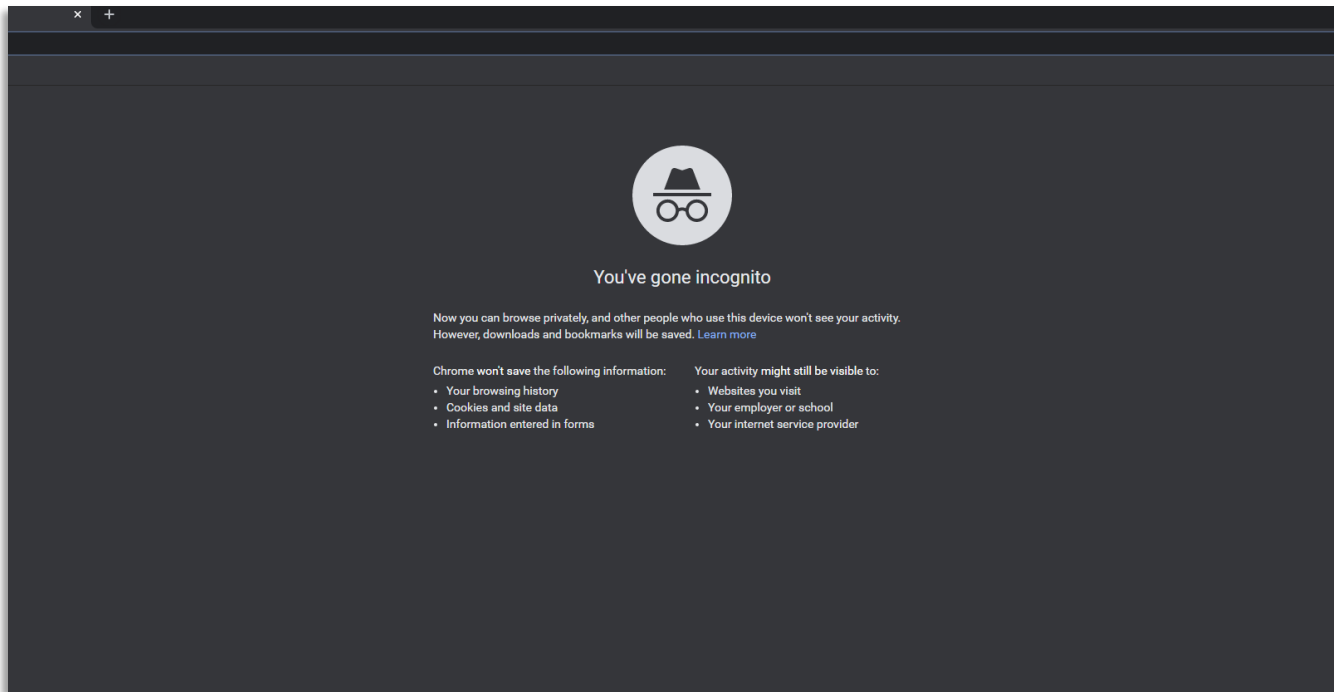 You've gone incognito
Now you can browse privately, and other people who use this device won't see your activity.
However, downloads and bookmarks will be saved. Learn more
Chrome won't save the following information:
• Your browsing history
• Cookies and site data
• Information entered in forms
Your activity might still be visible to:
• Websites you visit
• Your employer or school
• Your internet service provider